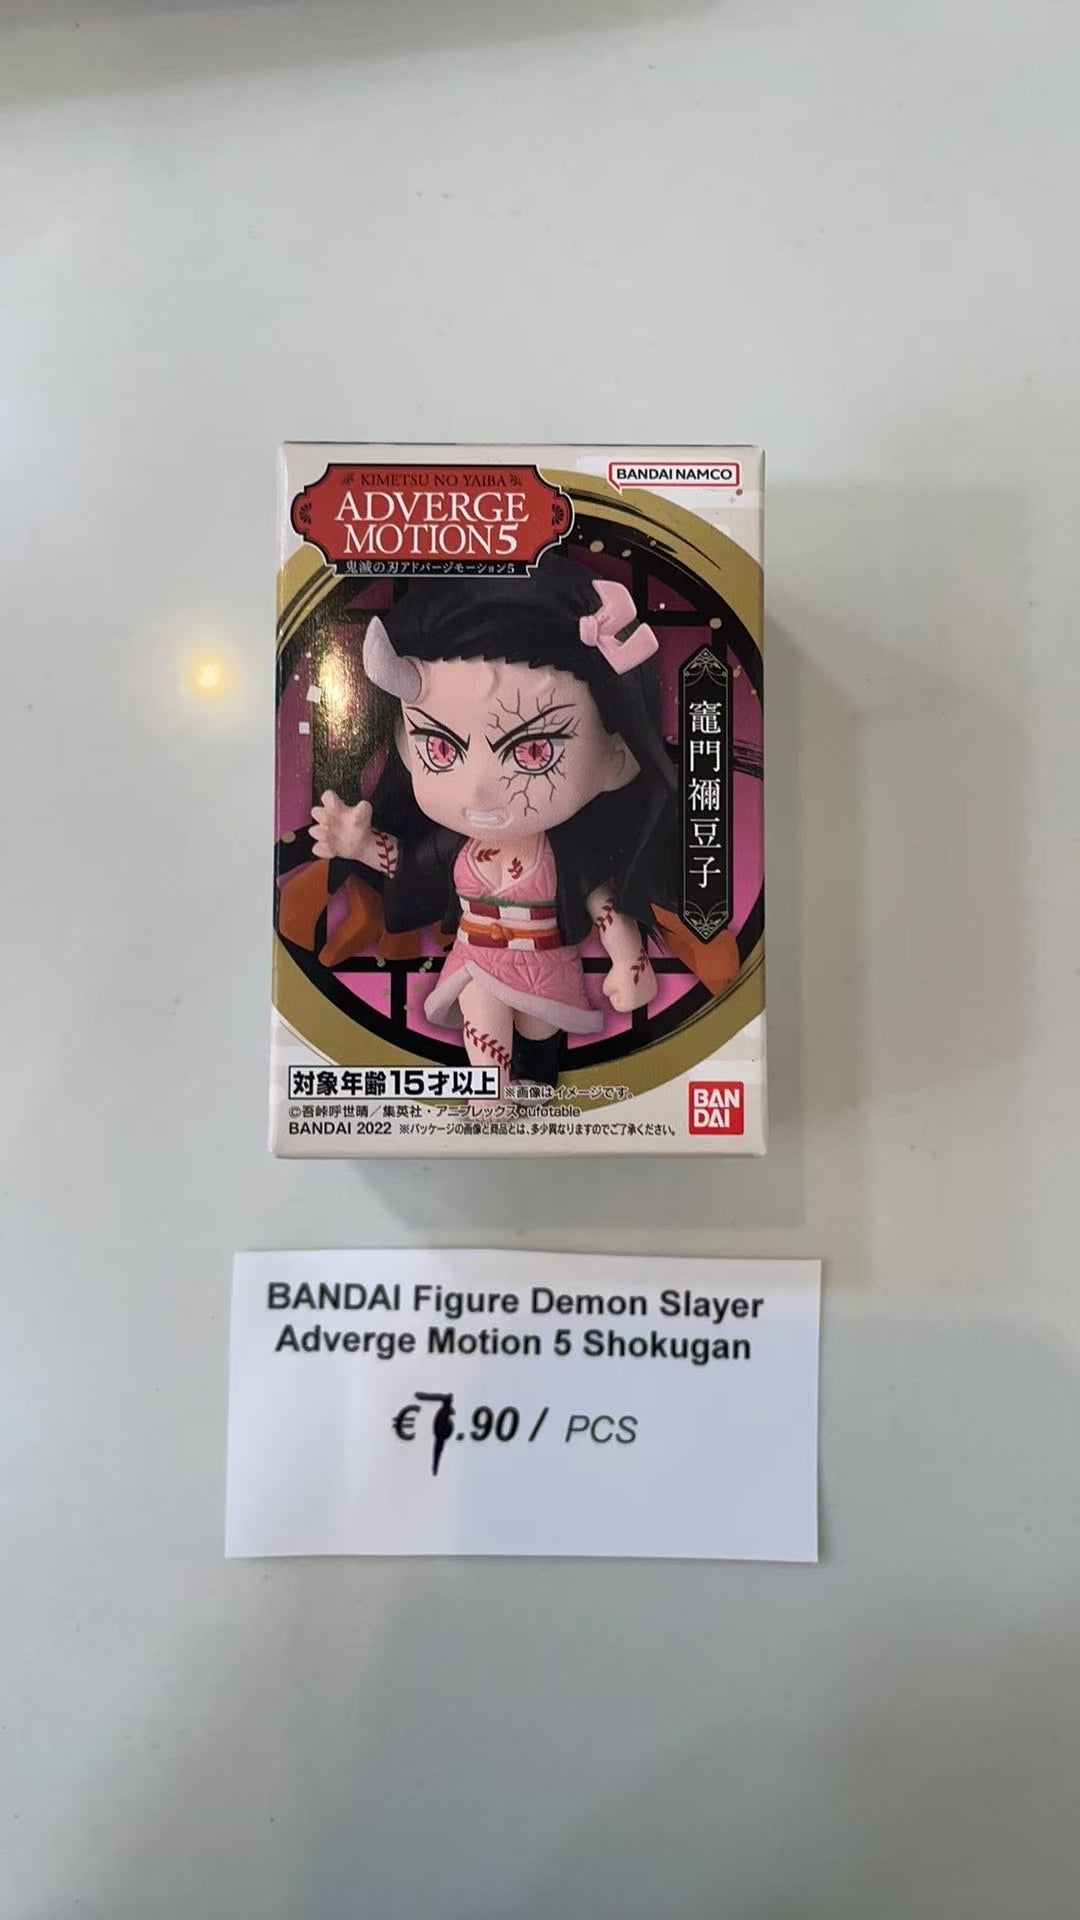 KIMETSU NO YAIBA
ADVERGE
MOTION5
鬼滅の刃アドバージモーション5
BANDAI NAMCO
竈門禰豆子
対象年齢15才以上
※画像はイメージです。
©吾峠呼世晴／集英社・アニプレックス・ufotable
BANDAI 2022 ※パッケージの画像と商品とは、多少異なりますのでご了承ください。
BAN
DAI
BANDAI Figure Demon Slayer
Adverge Motion 5 Shokugan
€7.90 / PCS